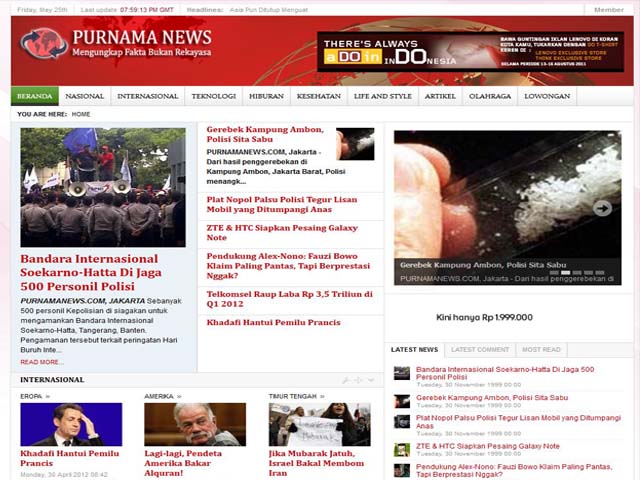 Friday, May 25th
Last update 07:59:13 PM GMT
Headlines: Asia Pun Ditutup Menguat
Member
PURNAMA NEWS
Mengungkap Fakta Bukan Rekayasa
THERE'S ALWAYS
a DO in INDONESIA
BAWA GUNTINGAN IKLAN LENOVO DI KORAN
KOTA KAMU, TUKARKAN DENGAN DO T-SHIRT
KEREN DI : LENOVO EXCLUSIVE STORE
THINK EXCLUSIVE STORE
SELAMA PERIODE 13-16 AGUSTUS 2011
BERANDA
NASIONAL
INTERNASIONAL
TEKNOLOGI
HIBURAN
KESEHATAN
LIFE AND STYLE
ARTIKEL
OLAHRAGA
LOWONGAN
YOU ARE HERE: HOME
Bandara Internasional
Soekarno-Hatta Di Jaga
500 Personil Polisi
PURNAMANEWS.COM, JAKARTA Sebanyak
500 personil Kepolisian di siagakan untuk
mengamankan Bandara Internasional
Soekarno-Hatta, Tangerang, Banten.
Pengamanan tersebut terkait peringatan Hari
Buruh Inte...
READ MORE...
Gerebek Kampung Ambon,
Polisi Sita Sabu
PURNAMANEWS.COM, Jakarta -
Dari hasil penggerebekan di
Kampung Ambon, Jakarta Barat, Polisi
menangk...
Plat Nopol Palsu Polisi Tegur Lisan
Mobil yang Ditumpangi Anas
ZTE & HTC Siapkan Pesaing Galaxy
Note
Pendukung Alex-Nono: Fauzi Bowo
Klaim Paling Pantas, Tapi Berprestasi
Nggak?
Telkomsel Raup Laba Rp 3,5 Triliun di
Q1 2012
Khadafi Hantui Pemilu Prancis
Gerebek Kampung Ambon, Polisi Sita Sabu
PURNAMANEWS.COM, Jakarta - Dari hasil penggerebekan di
Kini hanya Rp 1.999.000
LATEST NEWS
LATEST COMMENT
MOST READ
Bandara Internasional Soekarno-Hatta Di Jaga 500
Personil Polisi
Tuesday, 30 November 1999 00:00
Gerebek Kampung Ambon, Polisi Sita Sabu
Tuesday, 30 November 1999 00:00
Plat Nopol Palsu Polisi Tegur Lisan Mobil yang Ditumpangi
Anas
Tuesday, 30 November 1999 00:00
ZTE & HTC Siapkan Pesaing Galaxy Note
Tuesday, 30 November 1999 00:00
Pendukung Alex-Nono: Fauzi Bowo Klaim Paling Pantas,
Tapi Berprestasi Nggak?
INTERNASIONAL
EROPA »
Khadafi Hantui Pemilu
Prancis
Monday, 30 April 2012 08:42
AMERIKA »
Lagi-lagi, Pendeta
Amerika Bakar
Alquran!
TIMUR TENGAH »
Jika Mubarak Jatuh,
Israel Bakal Membom
Iran